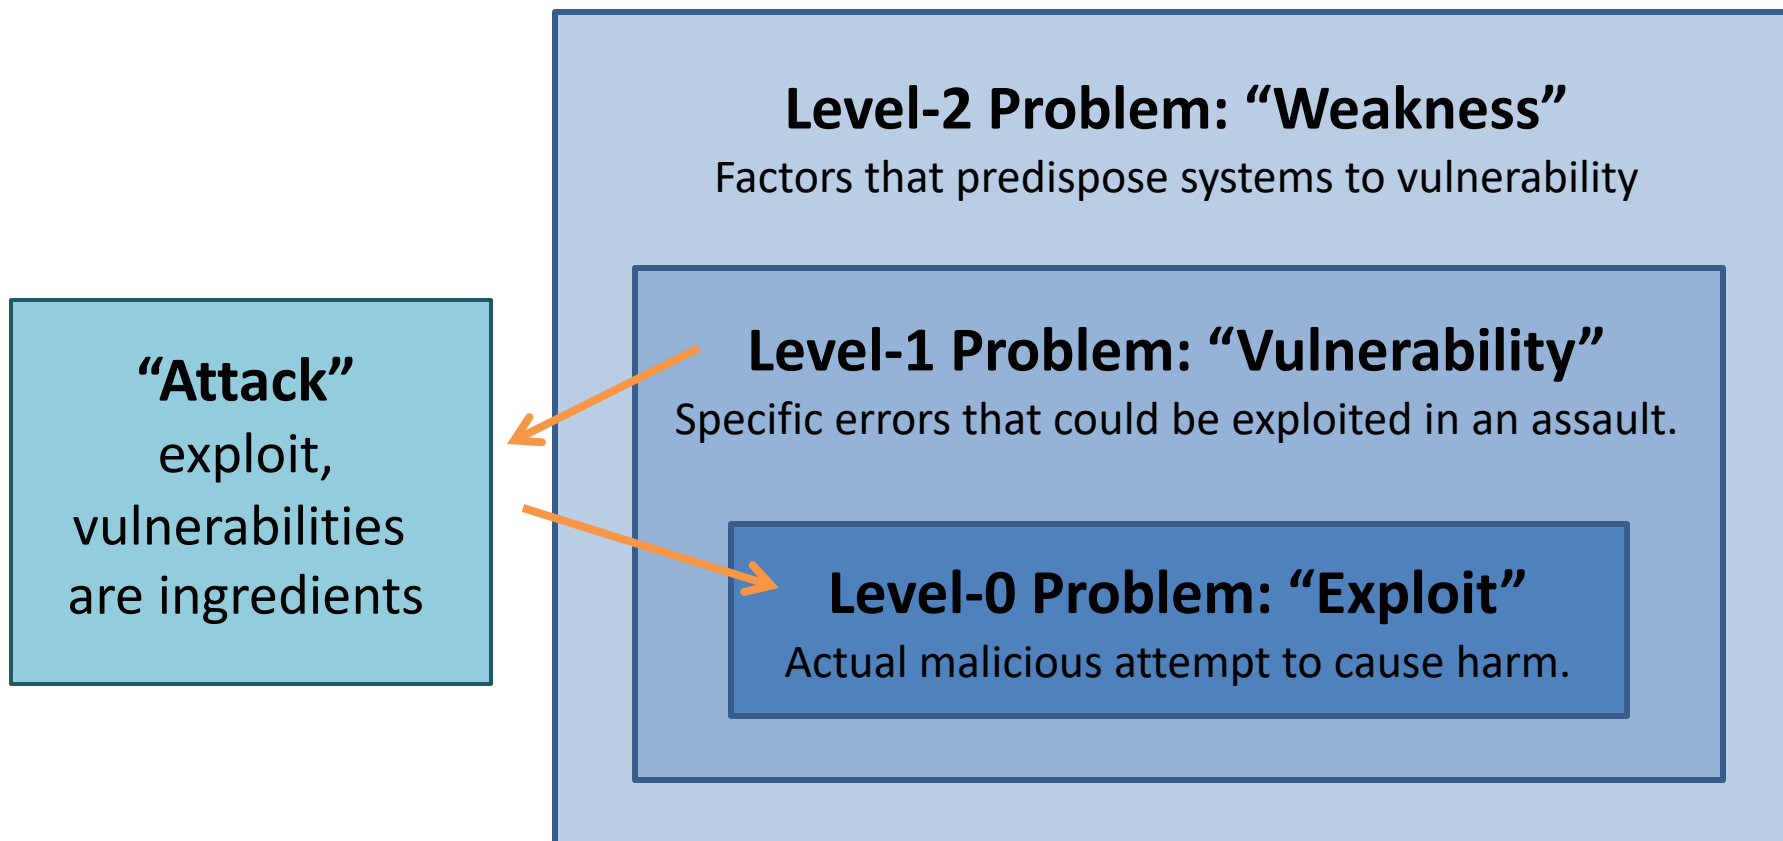 Level-2 Problem: “Weakness”
Factors that predispose systems to vulnerability
“Attack”
exploit,
vulnerabilities
are ingredients
Level-1 Problem: “Vulnerability”
Specific errors that could be exploited in an assault.
Level-0 Problem: “Exploit”
Actual malicious attempt to cause harm.